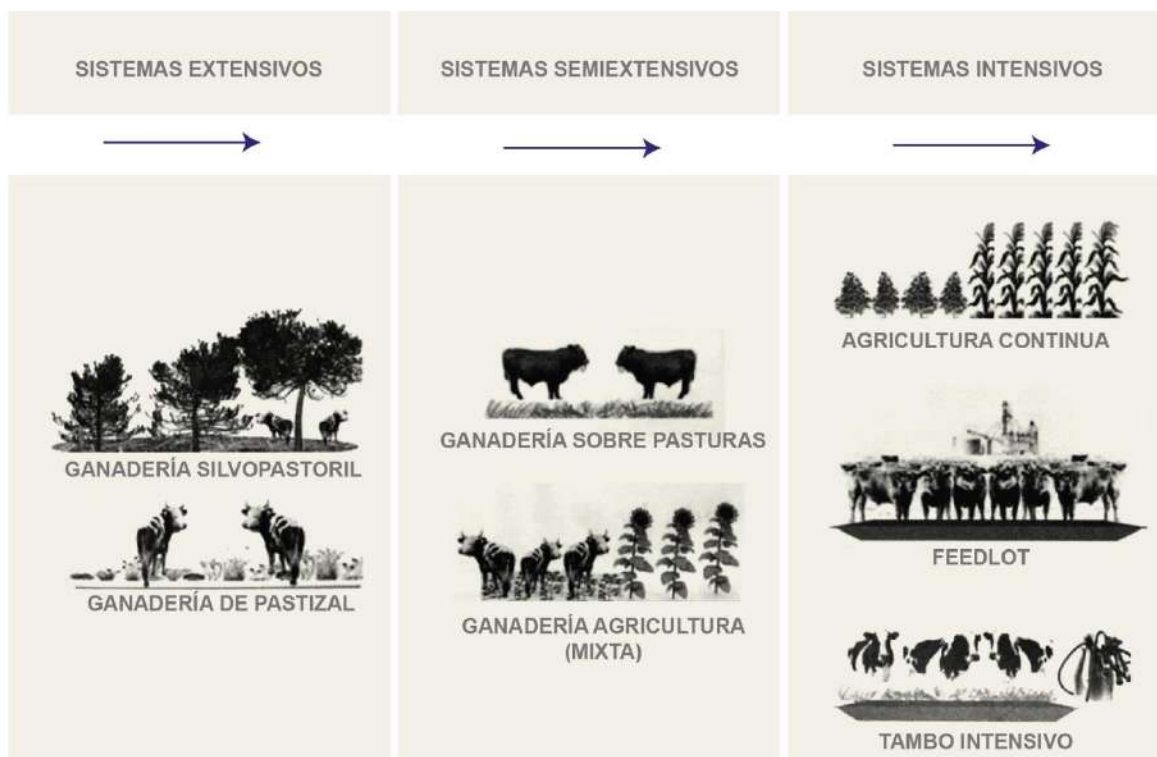 SISTEMAS EXTENSIVOS
SISTEMAS SEMIEXTENSIVOS
SISTEMAS INTENSIVOS
GANADERÍA SILVOPASTORIL
GANADERÍA DE PASTIZAL
GANADERÍA SOBRE PASTURAS
GANADERÍA AGRICULTURA
(MIXTA)
AGRICULTURA CONTINUA
FEEDLOT
TAMBO INTENSIVO